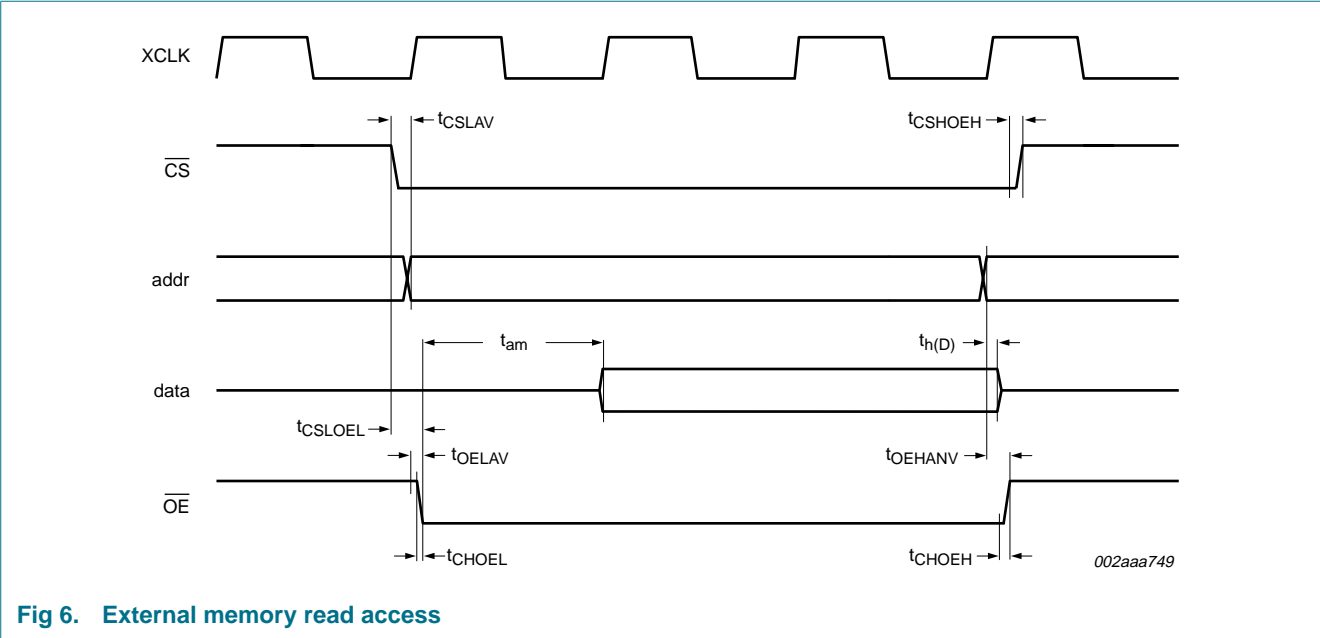 XCLK
tCSLAV
tCSHOEH
CS
addr
tam
th(D)
data
tCSLOEL
tOELAV
tOEHANV
OE
tCHOEL
tCHOEH
002aaa749
Fig 6. External memory read access